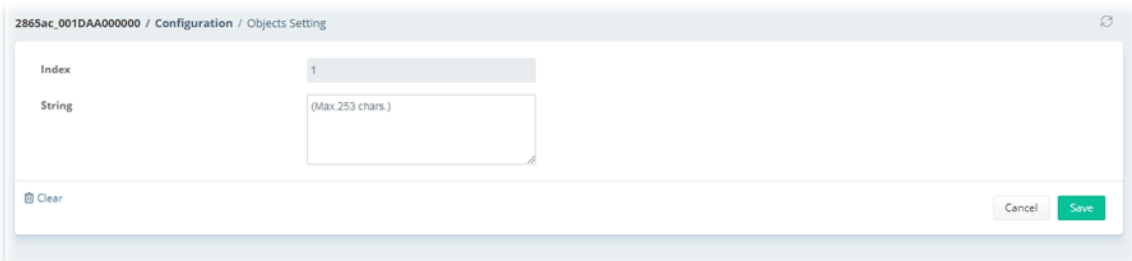 2865ac_001DAA000000 / Configuration / Objects Setting
Index 1
String (Max.253 chars.)
Clear Cancel Save